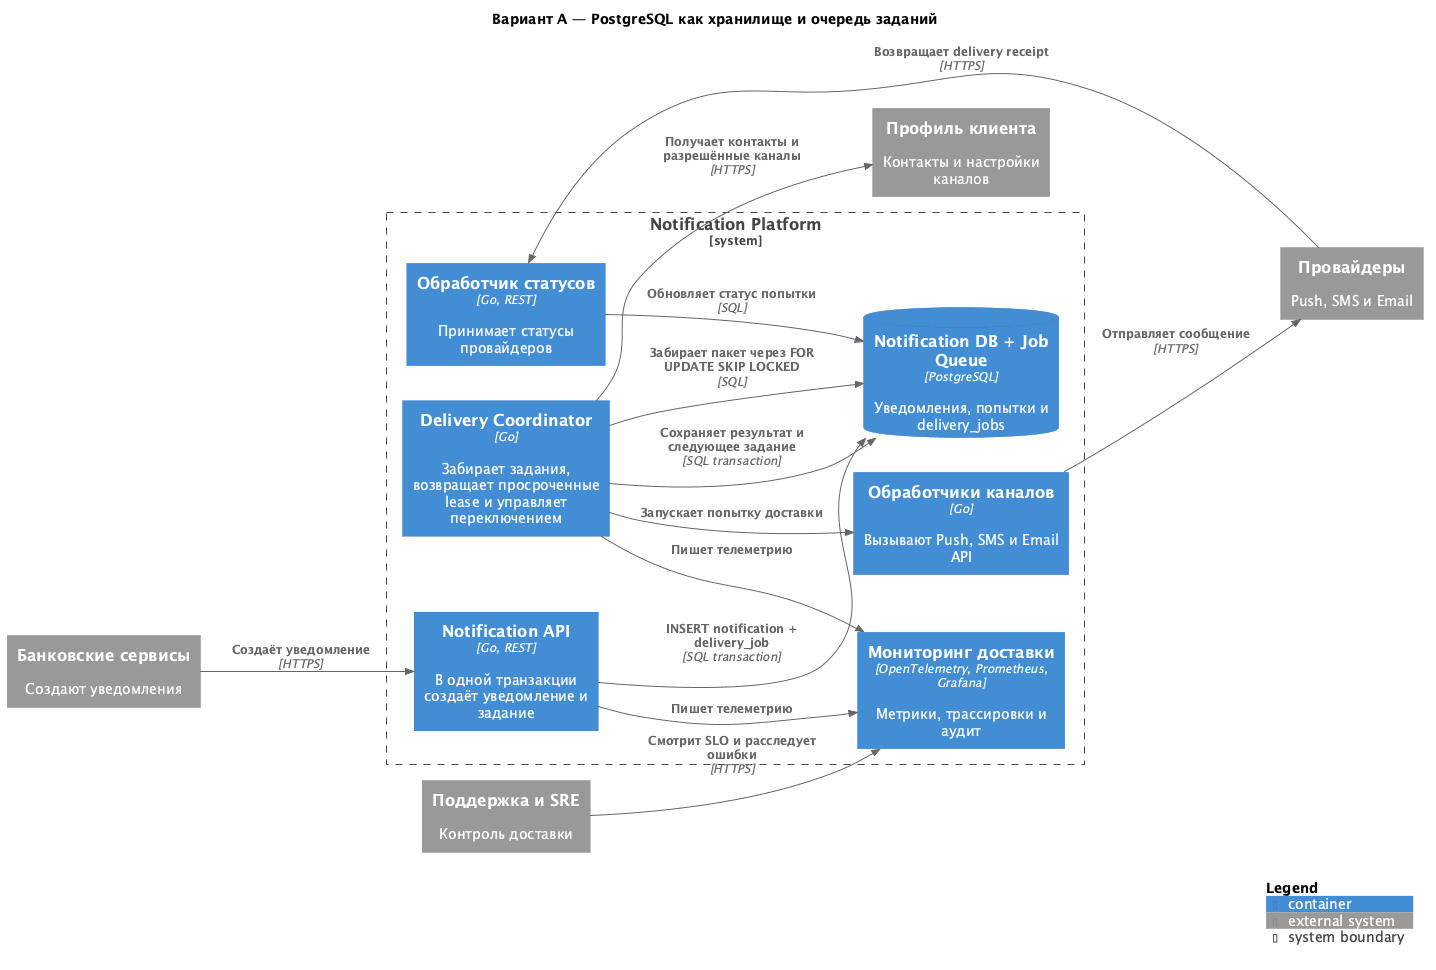 Вариант A — PostgreSQL как хранилище и очередь заданий
Возвращает delivery receipt
[HTTPS]
Профиль клиента
Контакты и настройки
каналов
Получает контакты и
разрешённые каналы
[HTTPS]
Notification Platform
[system]
Обработчик статусов
[Go, REST]
Принимает статусы
провайдеров
Обновляет статус попытки
[SQL]
Провайдеры
Push, SMS и Email
Notification DB + Job
Queue
[PostgreSQL]
Уведомления, попытки и
delivery_jobs
Отправляет сообщение
[HTTPS]
Забирает пакет через FOR
UPDATE SKIP LOCKED
[SQL]
Delivery Coordinator
[Go]
Забирает задания,
возвращает просроченные
lease и управляет
переключением
Сохраняет результат и
следующее задание
[SQL transaction]
Обработчики каналов
[Go]
Вызывают Push, SMS и Email
API
Запускает попытку доставки
Пишет телеметрию
Банковские сервисы
Создают уведомления
Создаёт уведомление
[HTTPS]
Notification API
[Go, REST]
В одной транзакции
создаёт уведомление и
задание
INSERT notification +
delivery_job
[SQL transaction]
Мониторинг доставки
[OpenTelemetry, Prometheus,
Grafana]
Метрики, трассировки и
аудит
Пишет телеметрию
Смотрит SLO и расследует
ошибки
[HTTPS]
Поддержка и SRE
Контроль доставки
Legend
container
external system
system boundary